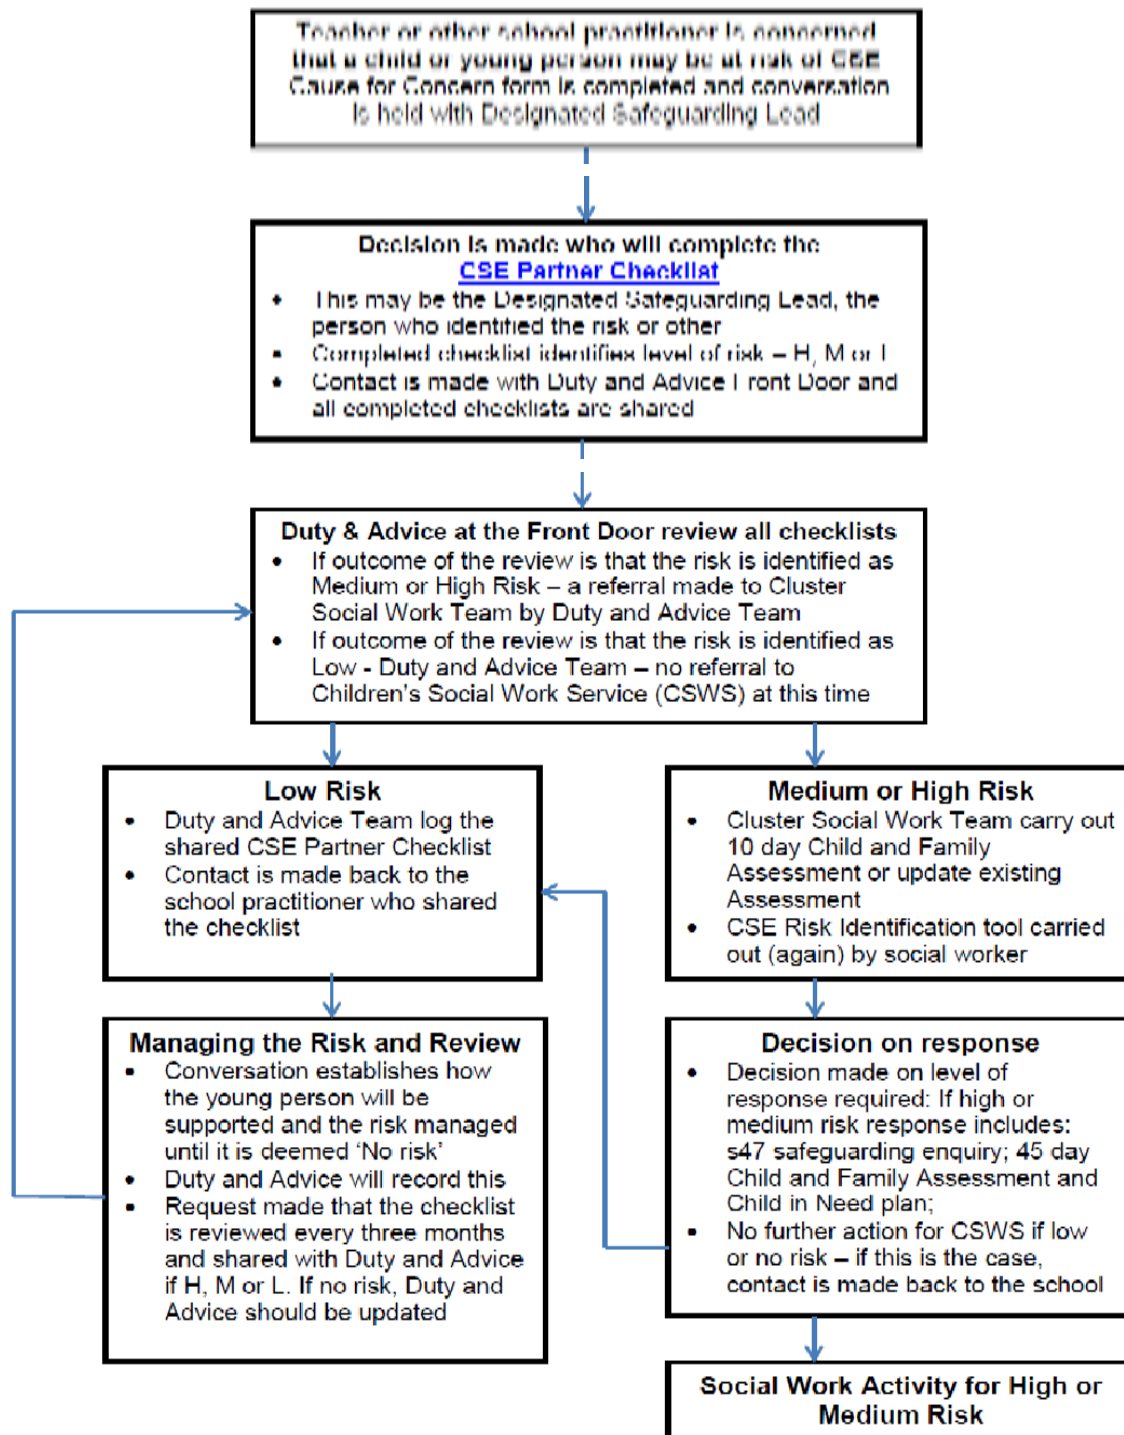 Teacher or other school practitioner is concerned
that a child or young person may be at risk of CSE
Cause for Concern form is completed and conversation
is held with Designated Safeguarding Lead
Decision is made who will complete the
CSE Partner Checklist
• This may be the Designated Safeguarding Lead, the
person who identified the risk or other
• Completed checklist identifies level of risk – H, M or L
• Contact is made with Duty and Advice Front Door and
all completed checklists are shared
Duty & Advice at the Front Door review all checklists
• If outcome of the review is that the risk is identified as
Medium or High Risk – a referral made to Cluster
Social Work Team by Duty and Advice Team
• If outcome of the review is that the risk is identified as
Low - Duty and Advice Team – no referral to
Children's Social Work Service (CSWS) at this time
Low Risk
• Duty and Advice Team log the
shared CSE Partner Checklist
• Contact is made back to the
school practitioner who shared
the checklist
Medium or High Risk
• Cluster Social Work Team carry out
10 day Child and Family
Assessment or update existing
Assessment
• CSE Risk Identification tool carried
out (again) by social worker
Managing the Risk and Review
• Conversation establishes how
the young person will be
supported and the risk managed
until it is deemed 'No risk'
• Duty and Advice will record this
• Request made that the checklist
is reviewed every three months
and shared with Duty and Advice
if H, M or L. If no risk, Duty and
Advice should be updated
Decision on response
• Decision made on level of
response required: If high or
medium risk response includes:
s47 safeguarding enquiry; 45 day
Child and Family Assessment and
Child in Need plan;
• No further action for CSWS if low
or no risk – if this is the case,
contact is made back to the school
Social Work Activity for High or
Medium Risk